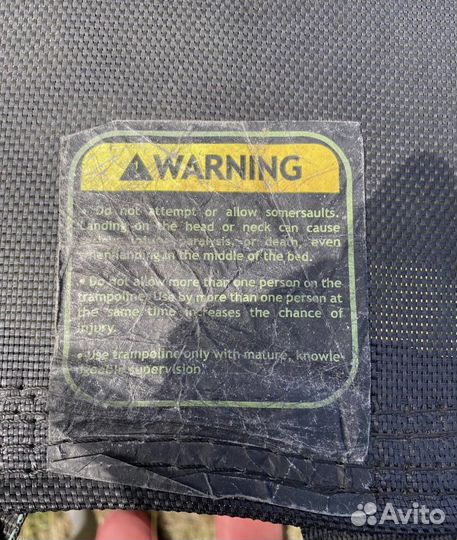 WARNING
• Do not attempt or allow somersaults.
Landing on the head or neck can cause
injury, paralysis, or death, even
when landing in the middle of the bed.
• Do not allow more than one person on the
trampoline. Use by more than one person at
the same time increases the chance of
injury.
• Use trampoline only with mature, knowle-
dgeable supervision.
Avito